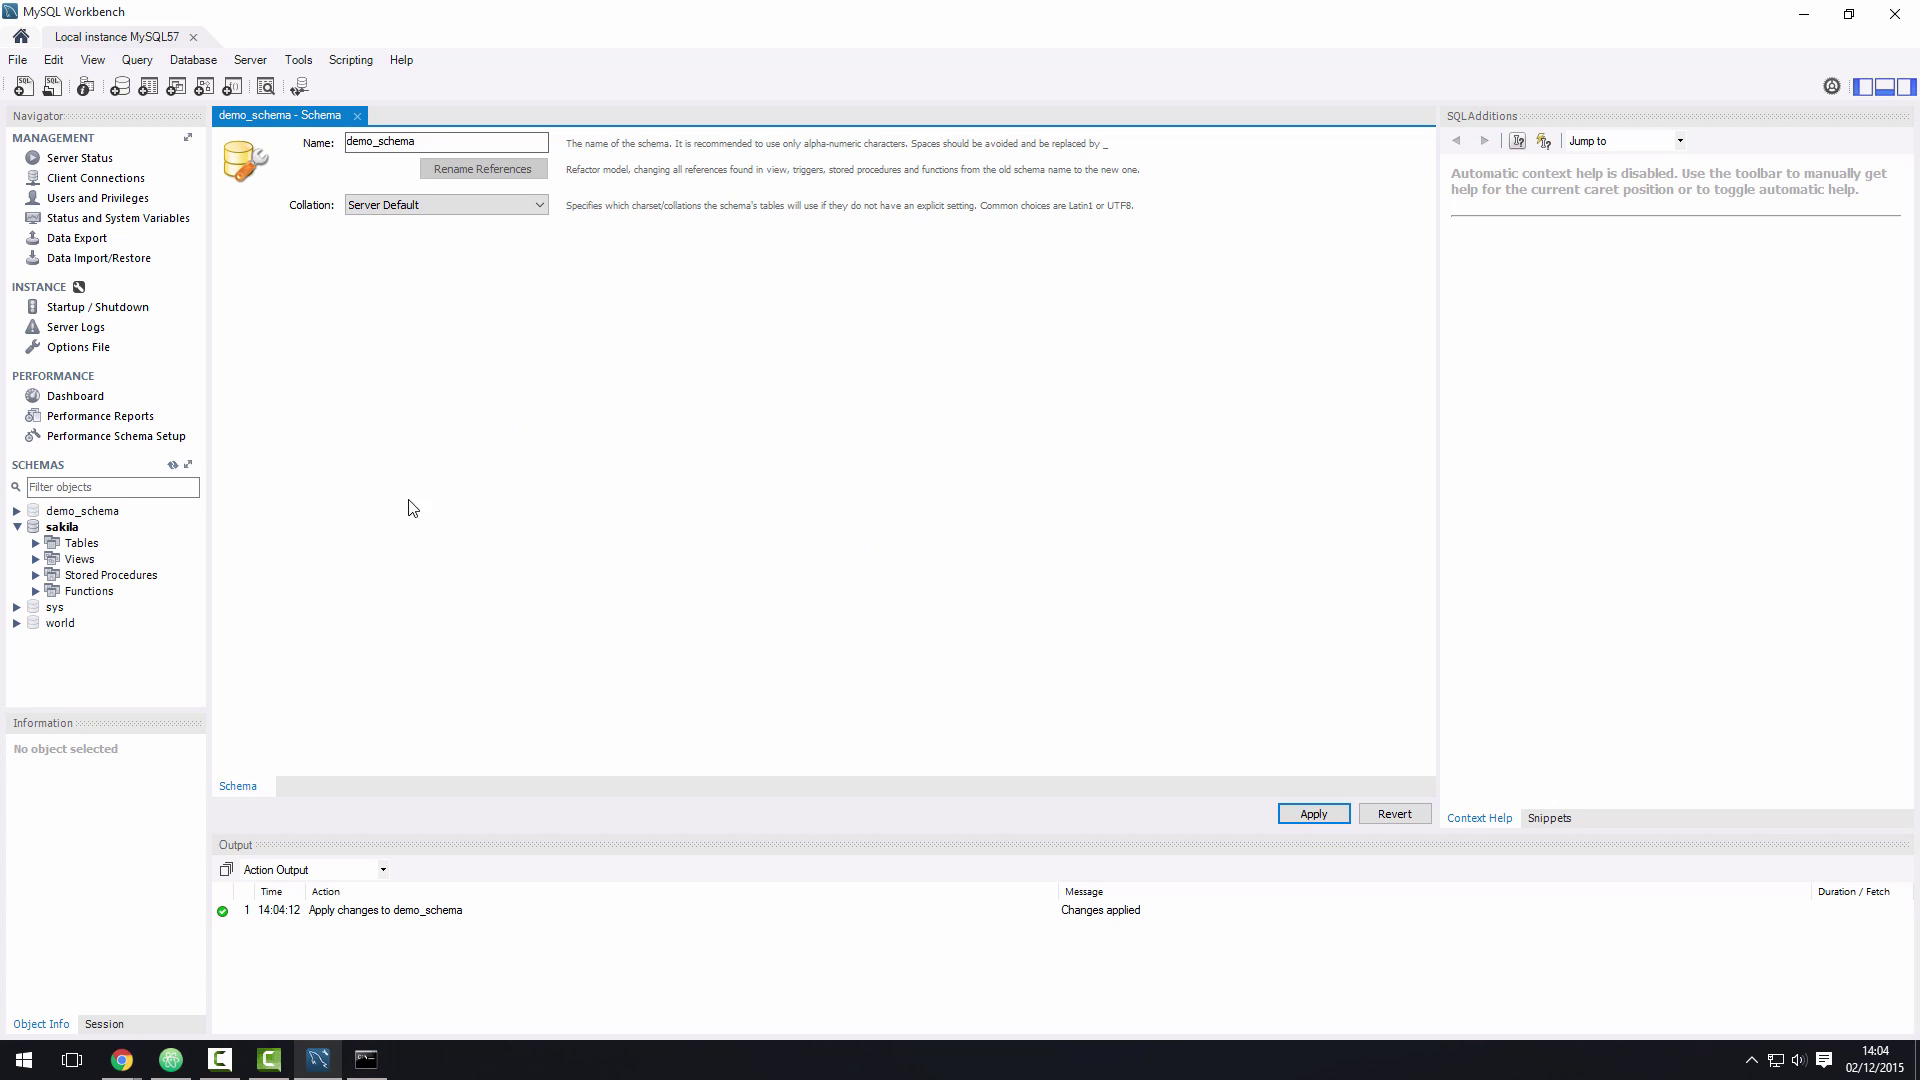 MySQL Workbench
Local instance MySQL57
File Edit View Query Database Server Tools Scripting Help
Navigator
MANAGEMENT
Server Status
Client Connections
Users and Privileges
Status and System Variables
Data Export
Data Import/Restore
INSTANCE
Startup / Shutdown
Server Logs
Options File
PERFORMANCE
Dashboard
Performance Reports
Performance Schema Setup
SCHEMAS
Filter objects
demo_schema
sakila
Tables
Views
Stored Procedures
Functions
sys
world
Information
No object selected
Object Info Session
demo_schema - Schema
Name: demo_schema The name of the schema. It is recommended to use only alpha-numeric characters. Spaces should be avoided and be replaced by _
Rename References Refactor model, changing all references found in view, triggers, stored procedures and functions from the old schema name to the new one.
Collation: Server Default Specifies which charset/collations the schema's tables will use if they do not have an explicit setting. Common choices are Latin1 or UTF8.
Schema
Apply Revert
SQLAdditions
Jump to
Automatic context help is disabled. Use the toolbar to manually get
help for the current caret position or to toggle automatic help.
Context Help Snippets
Output
Action Output
Time Action Message Duration / Fetch
1 14:04:12 Apply changes to demo_schema Changes applied
14:04
02/12/2015